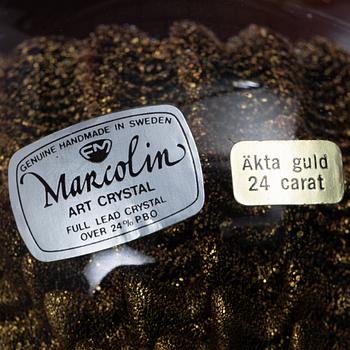 GENUINE HANDMADE IN SWEDEN
FM
Marcolin
ART CRYSTAL
FULL LEAD CRYSTAL
OVER 24% PBO
Äkta guld
24 carat